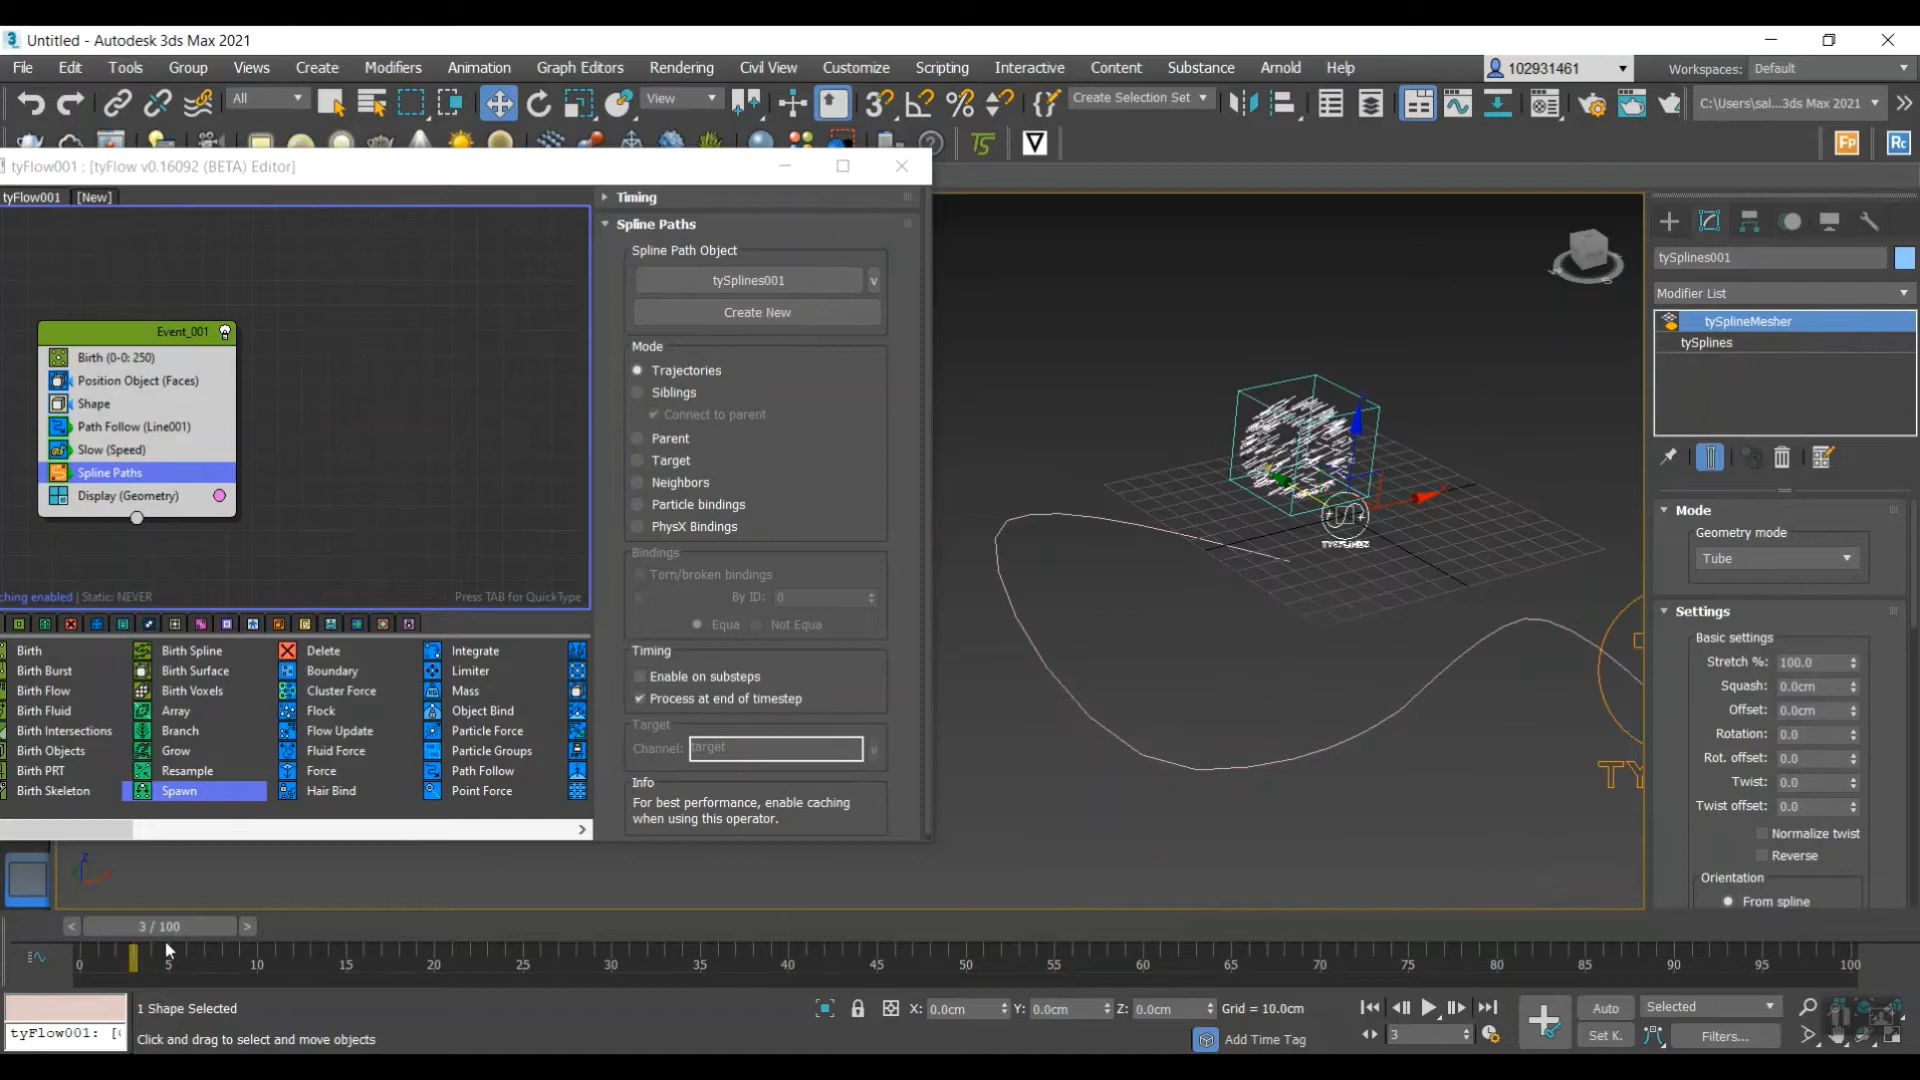 Untitled - Autodesk 3ds Max 2021
File Edit Tools Group Views Create Modifiers Animation Graph Editors Rendering Civil View Customize Scripting Interactive Content Substance Arnold Help
102931461
Workspaces: Default
All
View
Create Selection Set
C:\Users\sal...3ds Max 2021
Fp
Rc
tyFlow001 : [tyFlow v0.16092 (BETA) Editor]
tyFlow001 [New]
Event_001
Birth (0-0: 250)
Position Object (Faces)
Shape
Path Follow (Line001)
Slow (Speed)
Spline Paths
Display (Geometry)
ching enabled | Static: NEVER
Press TAB for QuickType
Birth Birth Spline Delete Integrate
Birth Burst Birth Surface Boundary Limiter
Birth Flow Birth Voxels Cluster Force Mass
Birth Fluid Array Flock Object Bind
Birth Intersections Branch Flow Update Particle Force
Birth Objects Grow Fluid Force Particle Groups
Birth PRT Resample Force Path Follow
Birth Skeleton Spawn Hair Bind Point Force
Timing
Spline Paths
Spline Path Object
tySplines001
v
Create New
Mode
Trajectories
Siblings
Connect to parent
Parent
Target
Neighbors
Particle bindings
PhysX Bindings
Bindings
Torn/broken bindings
By ID: 0
Equa Not Equa
Timing
Enable on substeps
Process at end of timestep
Target
Channel: target v
Info
For best performance, enable caching
when using this operator.
TY
tySplines001
Modifier List
tySplineMesher
tySplines
Mode
Geometry mode
Tube
Settings
Basic settings
Stretch %: 100.0
Squash: 0.0cm
Offset: 0.0cm
Rotation: 0.0
Rot. offset: 0.0
Twist: 0.0
Twist offset: 0.0
Normalize twist
Reverse
Orientation
From spline
< 3 / 100 >
0 5 10 15 20 25 30 35 40 45 50 55 60 65 70 75 80 85 90 95 100
1 Shape Selected
X: 0.0cm Y: 0.0cm Z: 0.0cm Grid = 10.0cm
Auto Selected
tyFlow001: [
Click and drag to select and move objects
Add Time Tag
3
Set K. Filters...